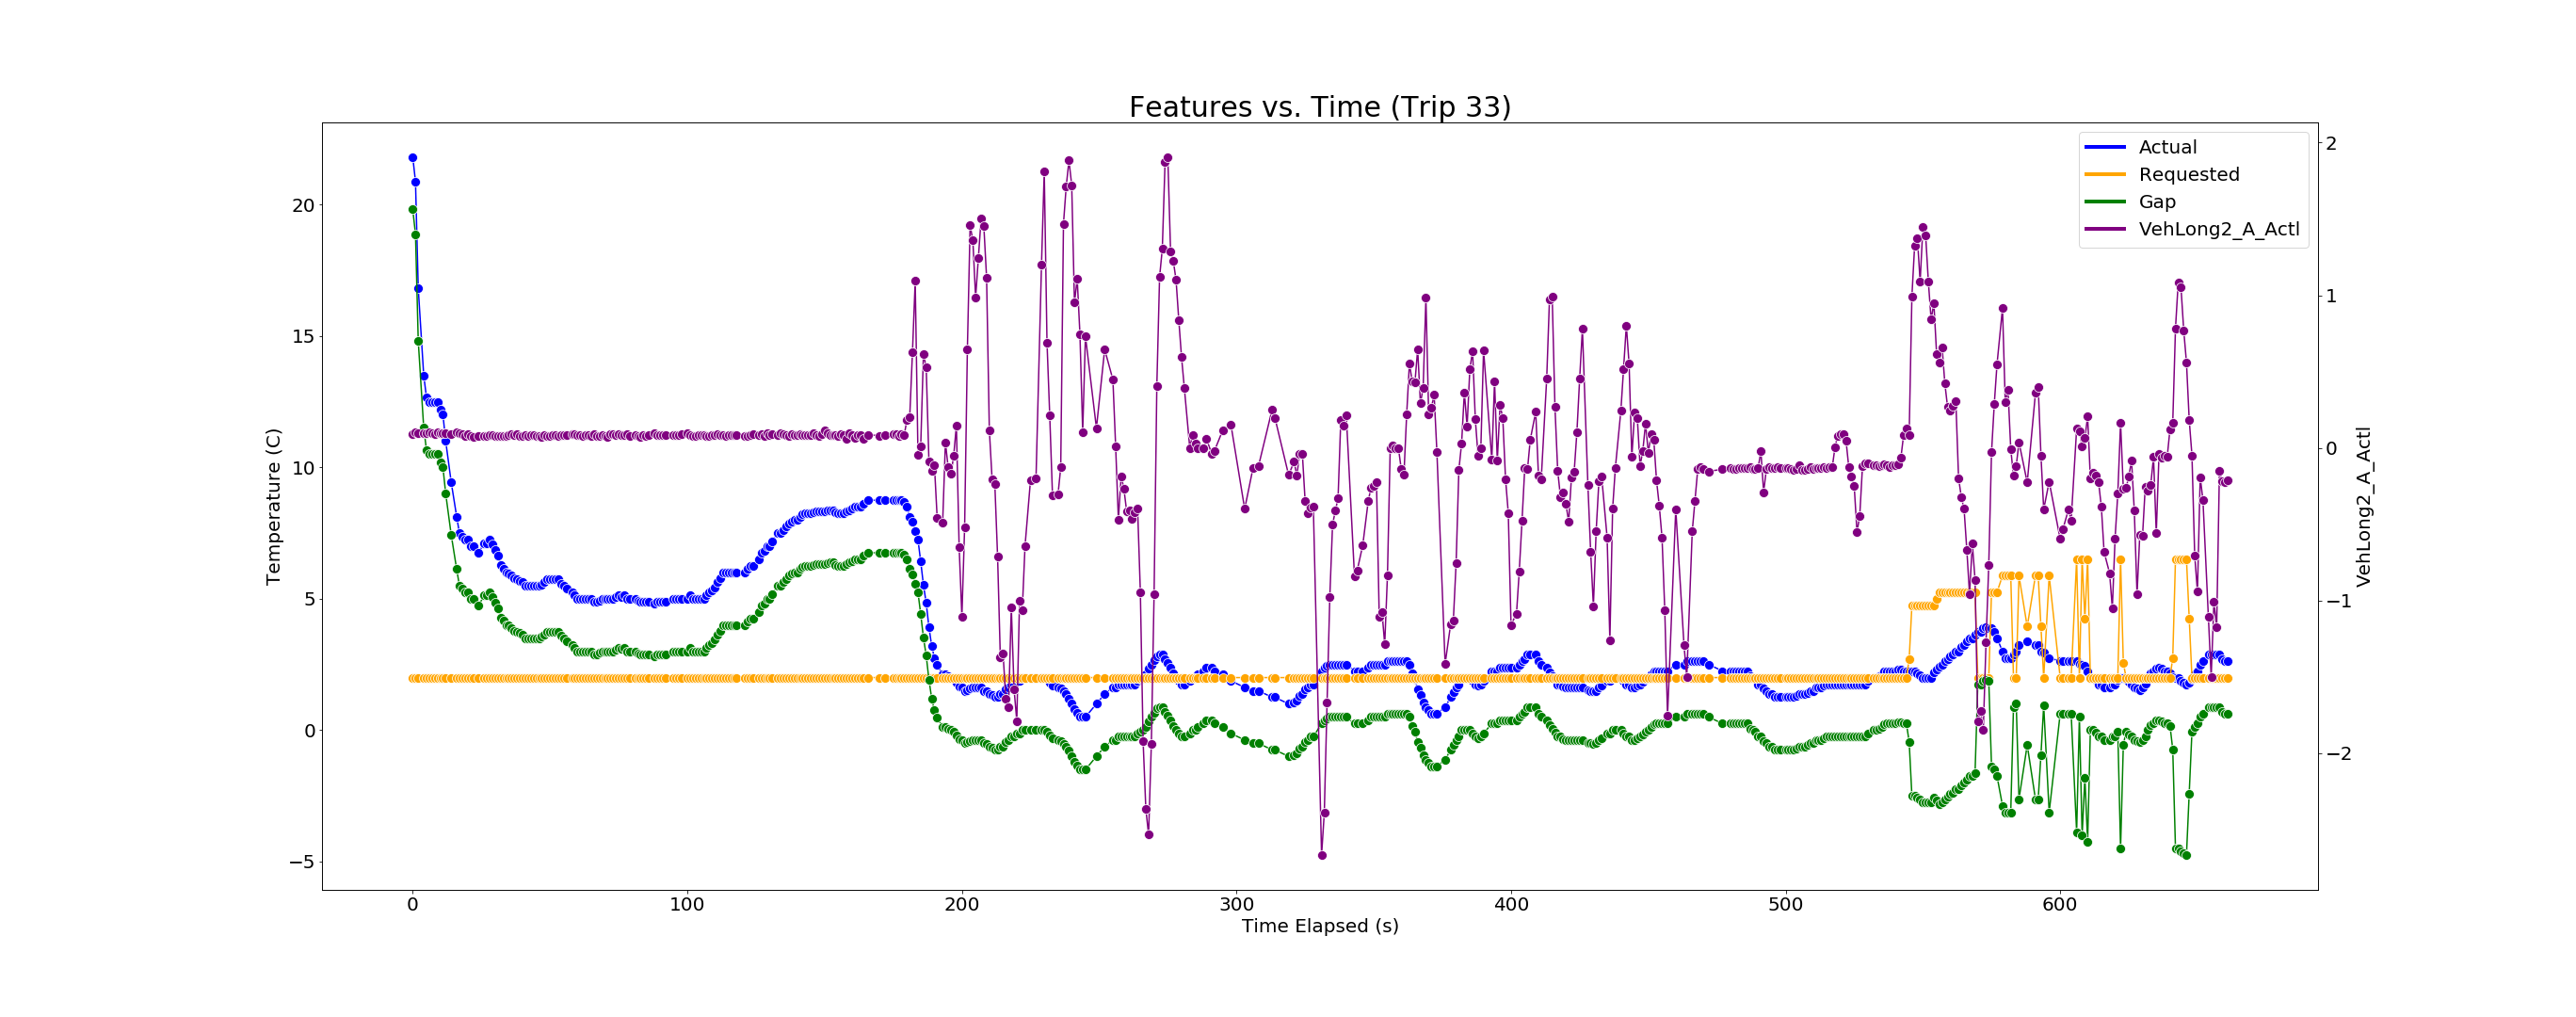 Features vs. Time (Trip 33)
Actual
Requested
Gap
VehLong2_A_Actl
Temperature (C)
20
15
10
5
0
−5
2
1
0
−1
−2
VehLong2_A_Actl
0 100 200 300 400 500 600
Time Elapsed (s)